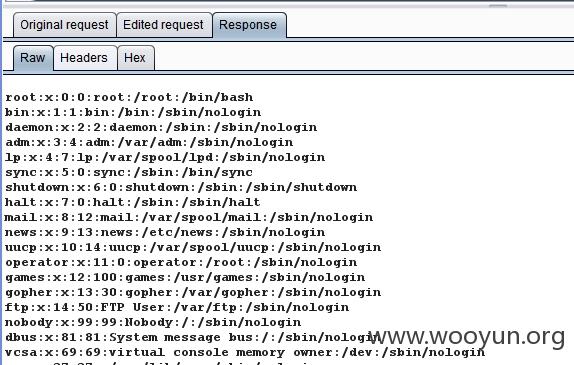 Original request Edited request Response
Raw Headers Hex
root:x:0:0:root:/root:/bin/bash
bin:x:1:1:bin:/bin:/sbin/nologin
daemon:x:2:2:daemon:/sbin:/sbin/nologin
adm:x:3:4:adm:/var/adm:/sbin/nologin
lp:x:4:7:lp:/var/spool/lpd:/sbin/nologin
sync:x:5:0:sync:/sbin:/bin/sync
shutdown:x:6:0:shutdown:/sbin:/sbin/shutdown
halt:x:7:0:halt:/sbin:/sbin/halt
mail:x:8:12:mail:/var/spool/mail:/sbin/nologin
news:x:9:13:news:/etc/news:/sbin/nologin
uucp:x:10:14:uucp:/var/spool/uucp:/sbin/nologin
operator:x:11:0:operator:/root:/sbin/nologin
games:x:12:100:games:/usr/games:/sbin/nologin
gopher:x:13:30:gopher:/var/gopher:/sbin/nologin
ftp:x:14:50:FTP User:/var/ftp:/sbin/nologin
nobody:x:99:99:Nobody:/:/sbin/nologin
dbus:x:81:81:System message bus:/:/sbin/nologin
www.wooyun.org
vcsa:x:69:69:virtual console memory owner:/dev:/sbin/nologin